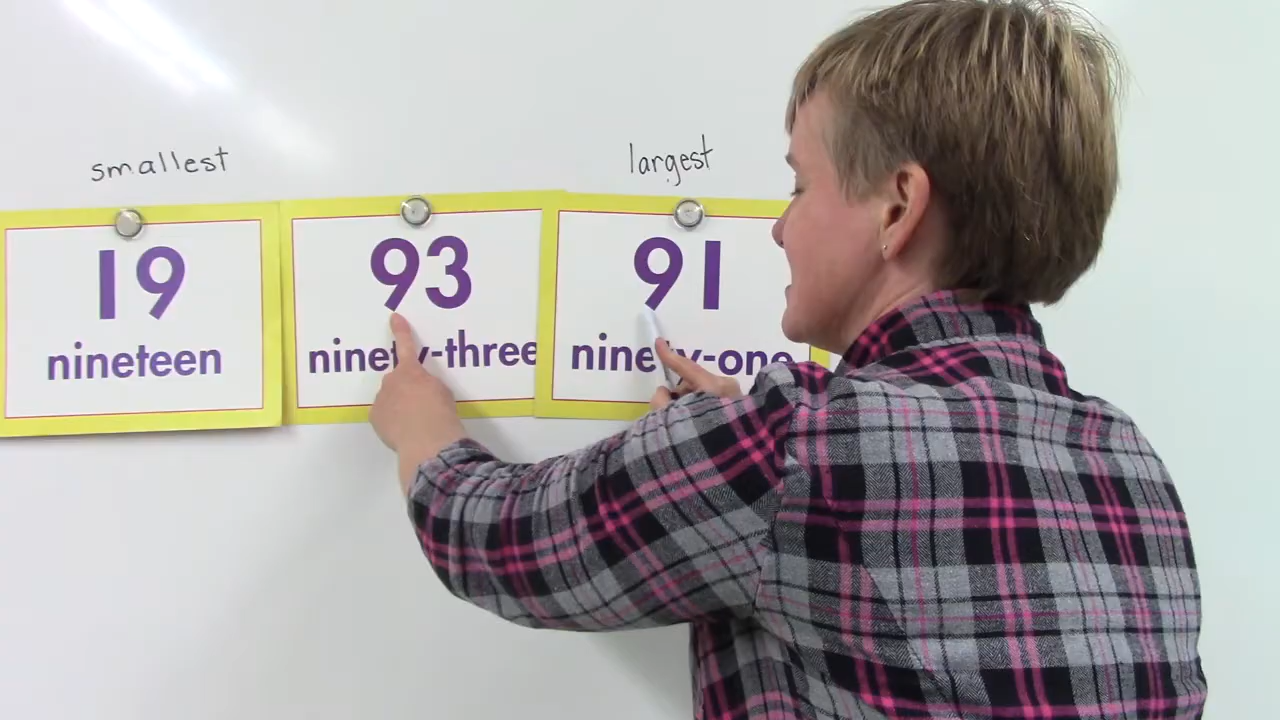 smallest
largest
19
nineteen
93
ninety-three
91
ninety-one